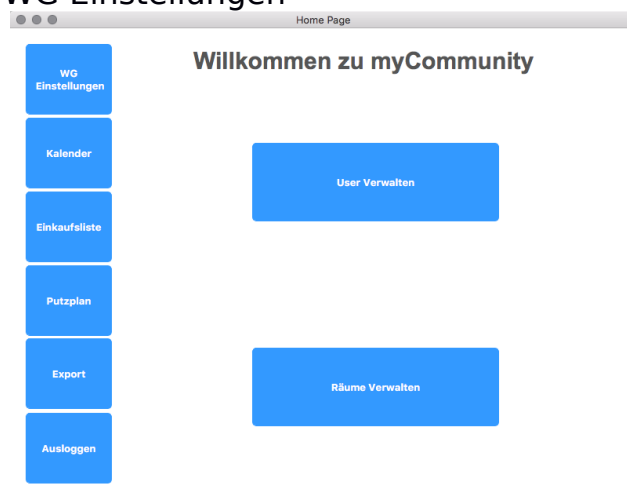 WG Einstellungen
Home Page
Willkommen zu myCommunity
WG
Einstellungen
Kalender
Einkaufsliste
Putzplan
Export
Ausloggen
User Verwalten
Räume Verwalten